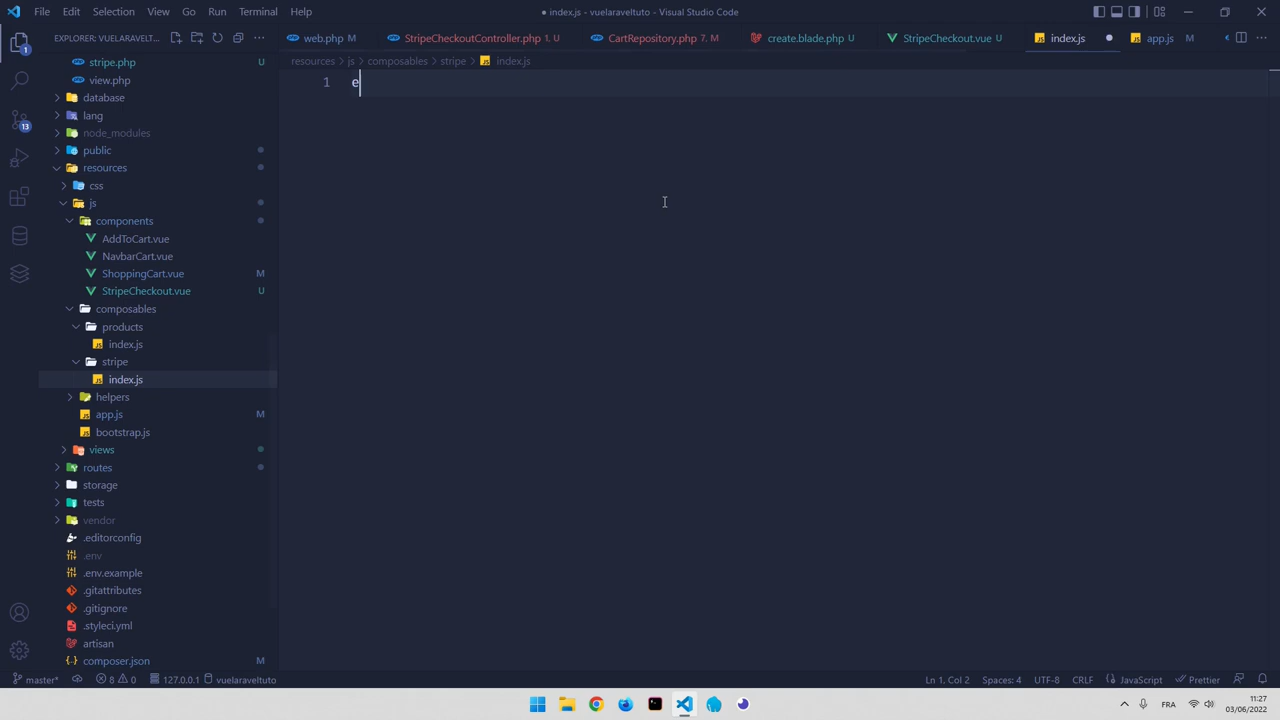 File Edit Selection View Go Run Terminal Help
● index.js - vuelaraveltuto - Visual Studio Code
EXPLORER: VUELARAVELT...
web.php M
StripeCheckoutController.php 1, M
CartRepository.php 7, M
create.blade.php U
StripeCheckout.vue U
index.js
app.js M
resources > js > composables > stripe > index.js
1 e
stripe.php U
view.php
database
lang
node_modules
public
resources
css
js
components
AddToCart.vue
NavbarCart.vue
ShoppingCart.vue M
StripeCheckout.vue U
composables
products
index.js
stripe
index.js
helpers
app.js M
bootstrap.js
views
routes
storage
tests
vendor
.editorconfig
.env
.env.example
.gitattributes
.gitignore
.styleci.yml
artisan
composer.json M
1
13
master* 8 0 127.0.0.1 vuelaraveltuto
Ln 1, Col 2 Spaces: 4 UTF-8 CRLF JavaScript Prettier
FRA
11:27
03/06/2022